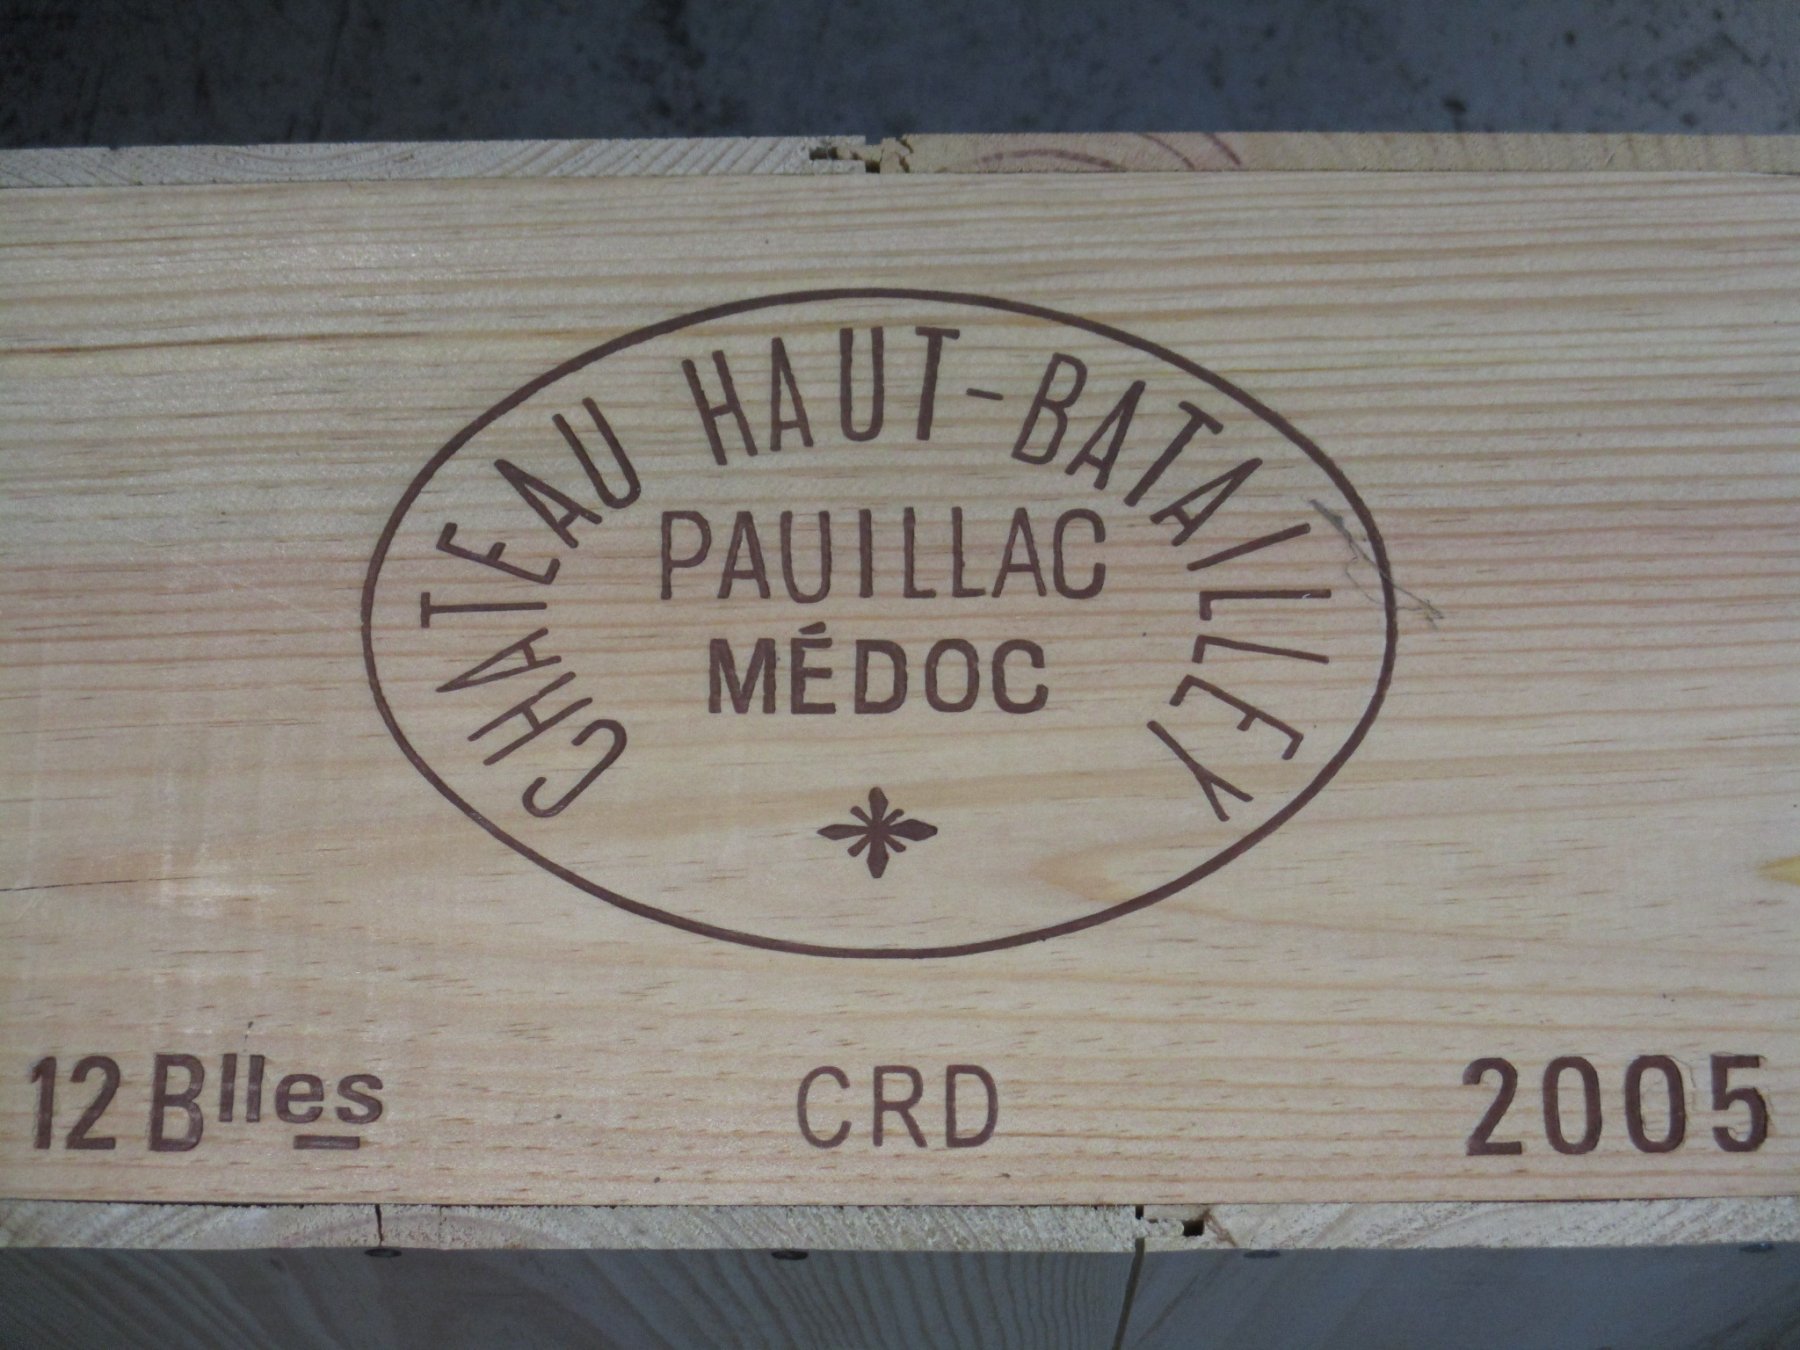 CHATEAU HAUT-BATAILLEY
PAUILLAC
MÉDOC
12 Blles CRD 2005